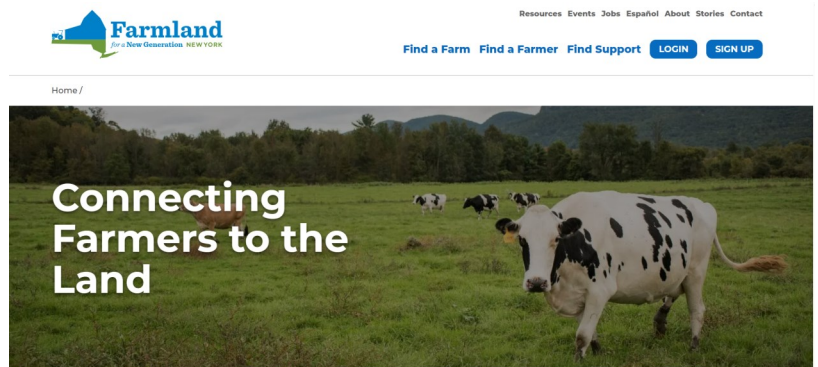 Resources Events Jobs Español About Stories Contact
Farmland
for a New Generation NEW YORK
Find a Farm Find a Farmer Find Support LOGIN SIGN UP
Home /
Connecting
Farmers to the
Land